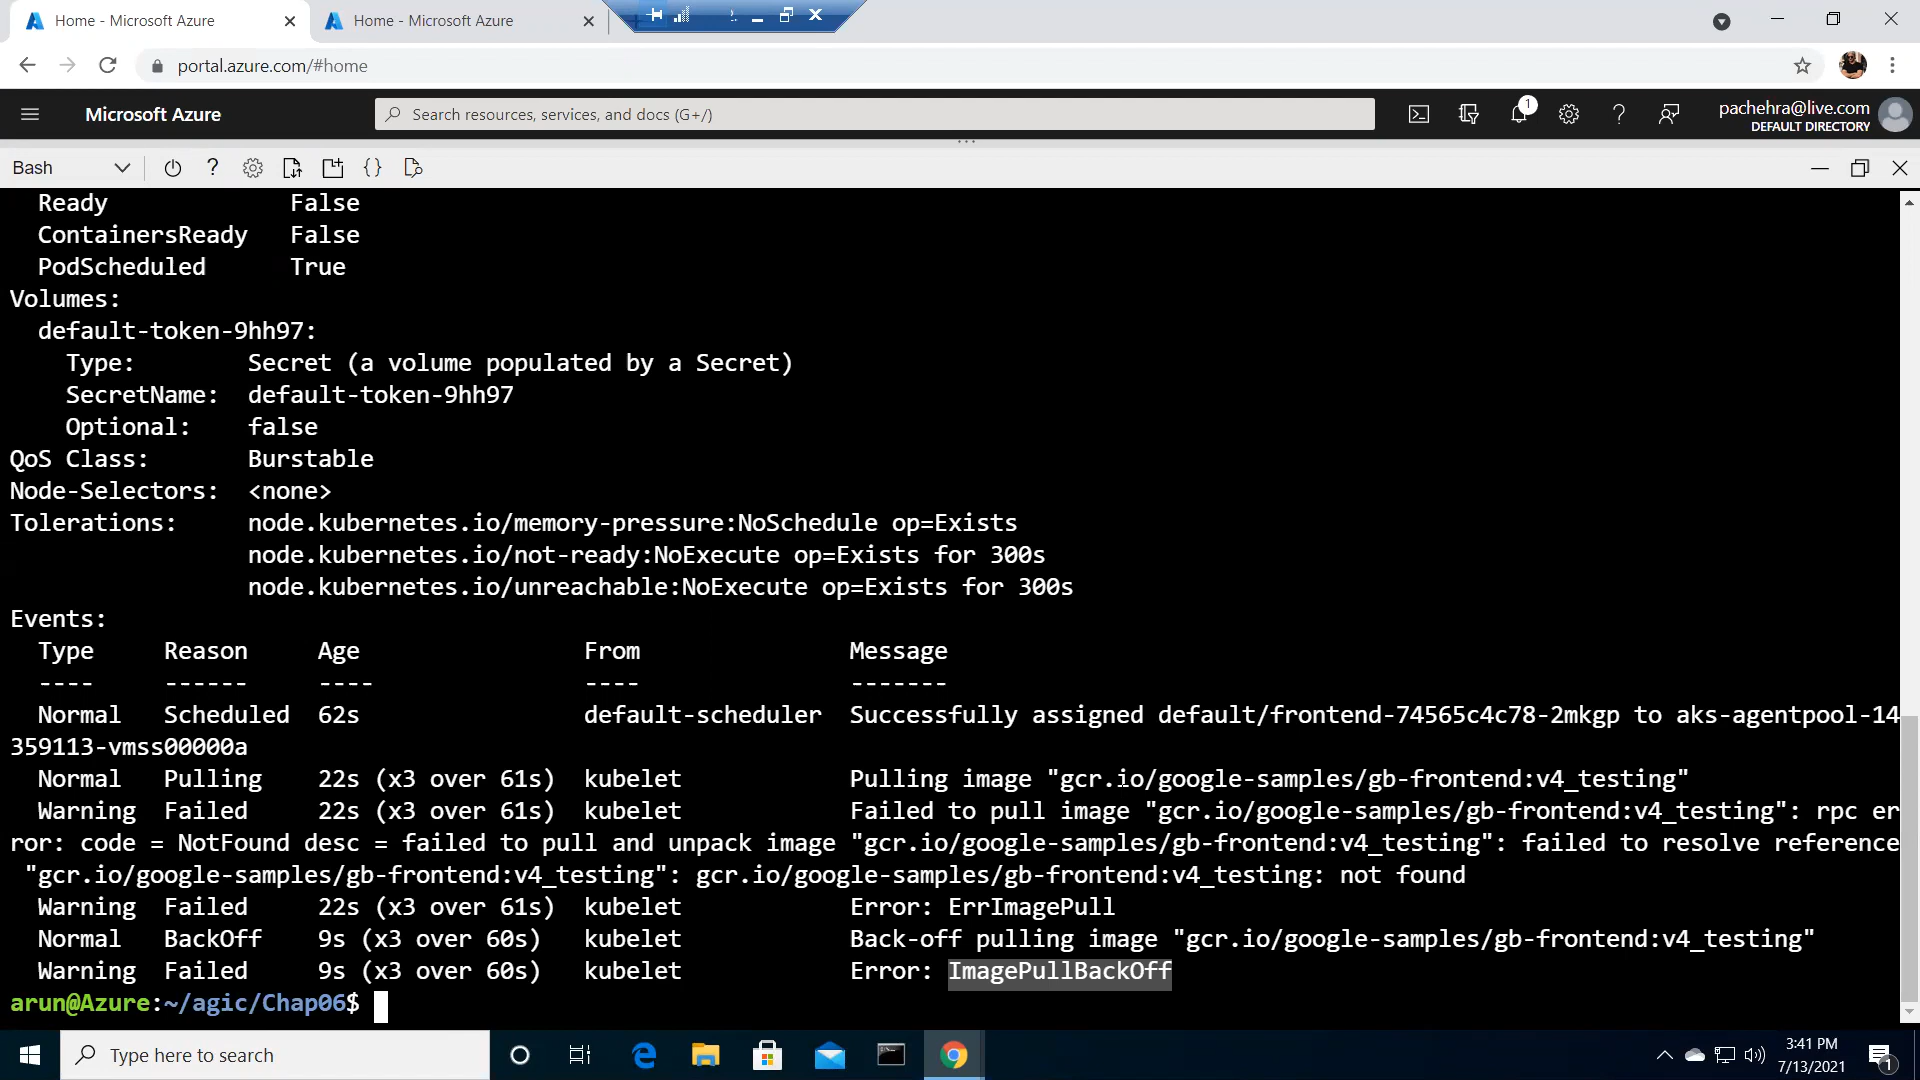 Home - Microsoft Azure
Home - Microsoft Azure
portal.azure.com/#home
Microsoft Azure
Search resources, services, and docs (G+/)
1
pachehra@live.com
DEFAULT DIRECTORY
Bash
?
{ }
Ready False
ContainersReady False
PodScheduled True
Volumes:
default-token-9hh97:
Type: Secret (a volume populated by a Secret)
SecretName: default-token-9hh97
Optional: false
QoS Class: Burstable
Node-Selectors: <none>
Tolerations: node.kubernetes.io/memory-pressure:NoSchedule op=Exists
node.kubernetes.io/not-ready:NoExecute op=Exists for 300s
node.kubernetes.io/unreachable:NoExecute op=Exists for 300s
Events:
Type Reason Age From Message
---- ------ ---- ---- -------
Normal Scheduled 62s default-scheduler Successfully assigned default/frontend-74565c4c78-2mkgp to aks-agentpool-14
359113-vmss00000a
Normal Pulling 22s (x3 over 61s) kubelet Pulling image "gcr.io/google-samples/gb-frontend:v4_testing"
Warning Failed 22s (x3 over 61s) kubelet Failed to pull image "gcr.io/google-samples/gb-frontend:v4_testing": rpc er
ror: code = NotFound desc = failed to pull and unpack image "gcr.io/google-samples/gb-frontend:v4_testing": failed to resolve reference
"gcr.io/google-samples/gb-frontend:v4_testing": gcr.io/google-samples/gb-frontend:v4_testing: not found
Warning Failed 22s (x3 over 61s) kubelet Error: ErrImagePull
Normal BackOff 9s (x3 over 60s) kubelet Back-off pulling image "gcr.io/google-samples/gb-frontend:v4_testing"
Warning Failed 9s (x3 over 60s) kubelet Error: ImagePullBackOff
arun@Azure:~/agic/Chap06$
Type here to search
3:41 PM
7/13/2021
1